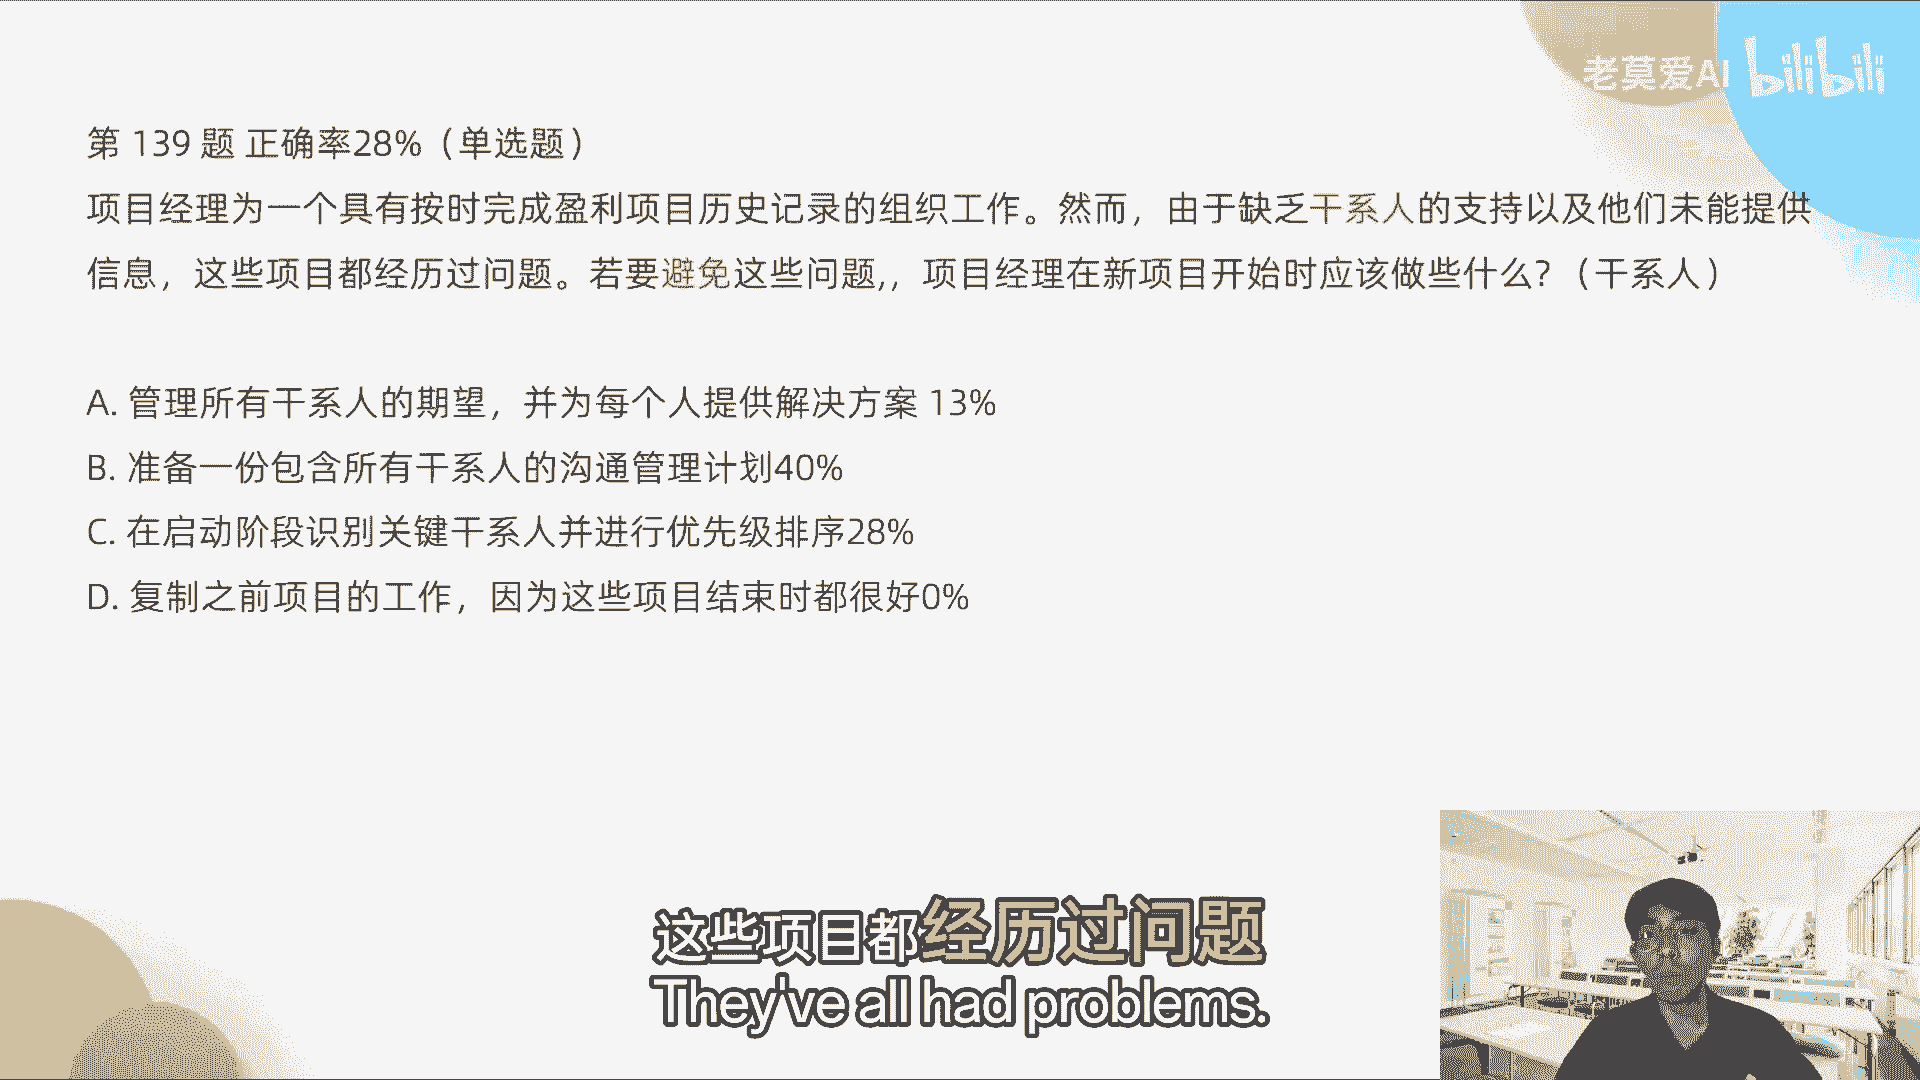 老莫爱AI bilibili
第 139 题 正确率28%（单选题）
项目经理为一个具有按时完成盈利项目历史记录的组织工作。然而，由于缺乏干系人的支持以及他们未能提供
信息，这些项目都经历过问题。若要避免这些问题,，项目经理在新项目开始时应该做些什么?（干系人）
A. 管理所有干系人的期望，并为每个人提供解决方案 13%
B. 准备一份包含所有干系人的沟通管理计划40%
C. 在启动阶段识别关键干系人并进行优先级排序28%
D. 复制之前项目的工作，因为这些项目结束时都很好0%
这些项目都经历过问题
They've all had problems.